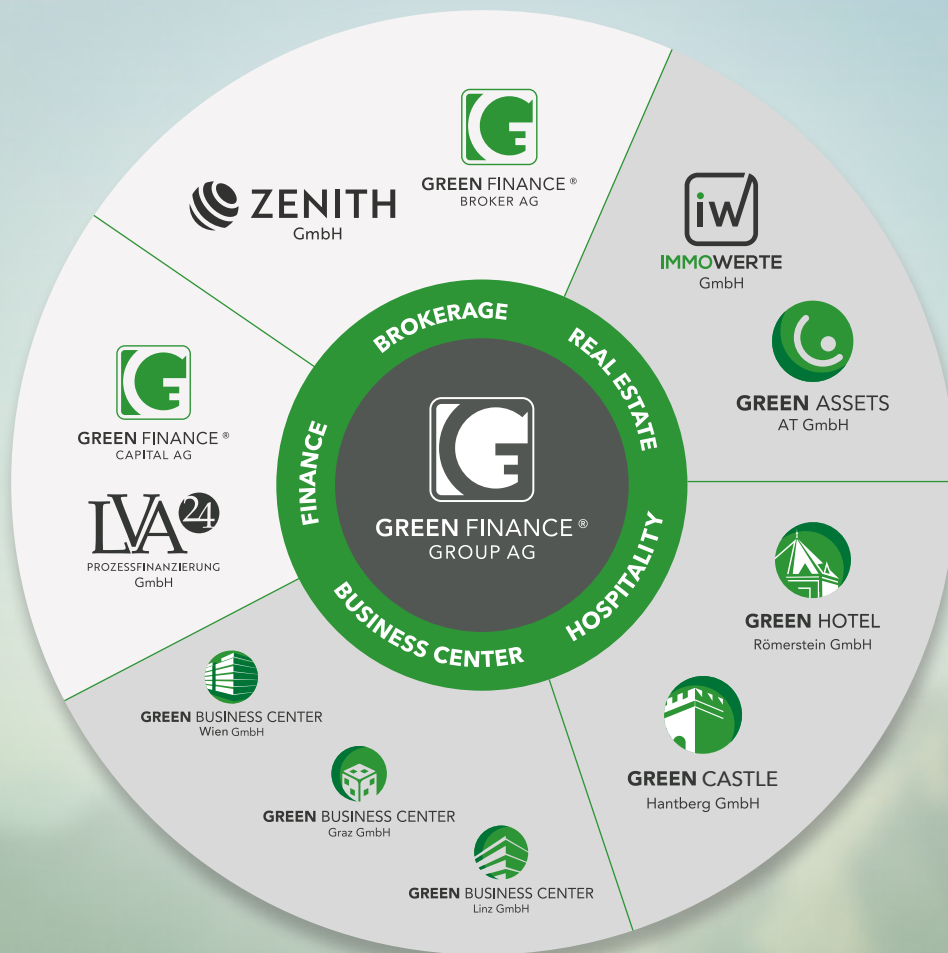 GREEN FINANCE®
BROKER AG
ZENITH
GmbH
iw
IMMOWERTE
GmbH
GREEN ASSETS
AT GmbH
BROKERAGE
REAL ESTATE
GREEN FINANCE®
CAPITAL AG
FINANCE
GREEN FINANCE®
GROUP AG
LVA24
PROZESSFINANZIERUNG
GmbH
HOSPITALITY
BUSINESS CENTER
GREEN HOTEL
Römerstein GmbH
GREEN CASTLE
Hantberg GmbH
GREEN BUSINESS CENTER
Wien GmbH
GREEN BUSINESS CENTER
Graz GmbH
GREEN BUSINESS CENTER
Linz GmbH